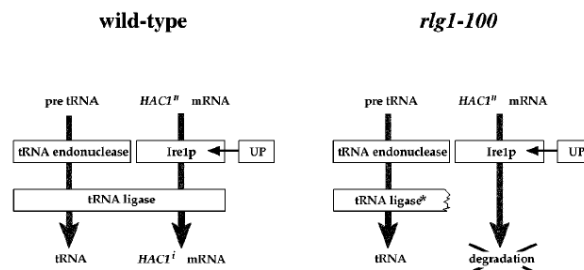 wild-type rlg1-100
pre tRNA HAC1ᵘ mRNA pre tRNA HAC1ᵘ mRNA
tRNA endonuclease Ire1p UP tRNA endonuclease Ire1p UP
tRNA ligase tRNA ligase*
tRNA HAC1ⁱ mRNA tRNA degradation